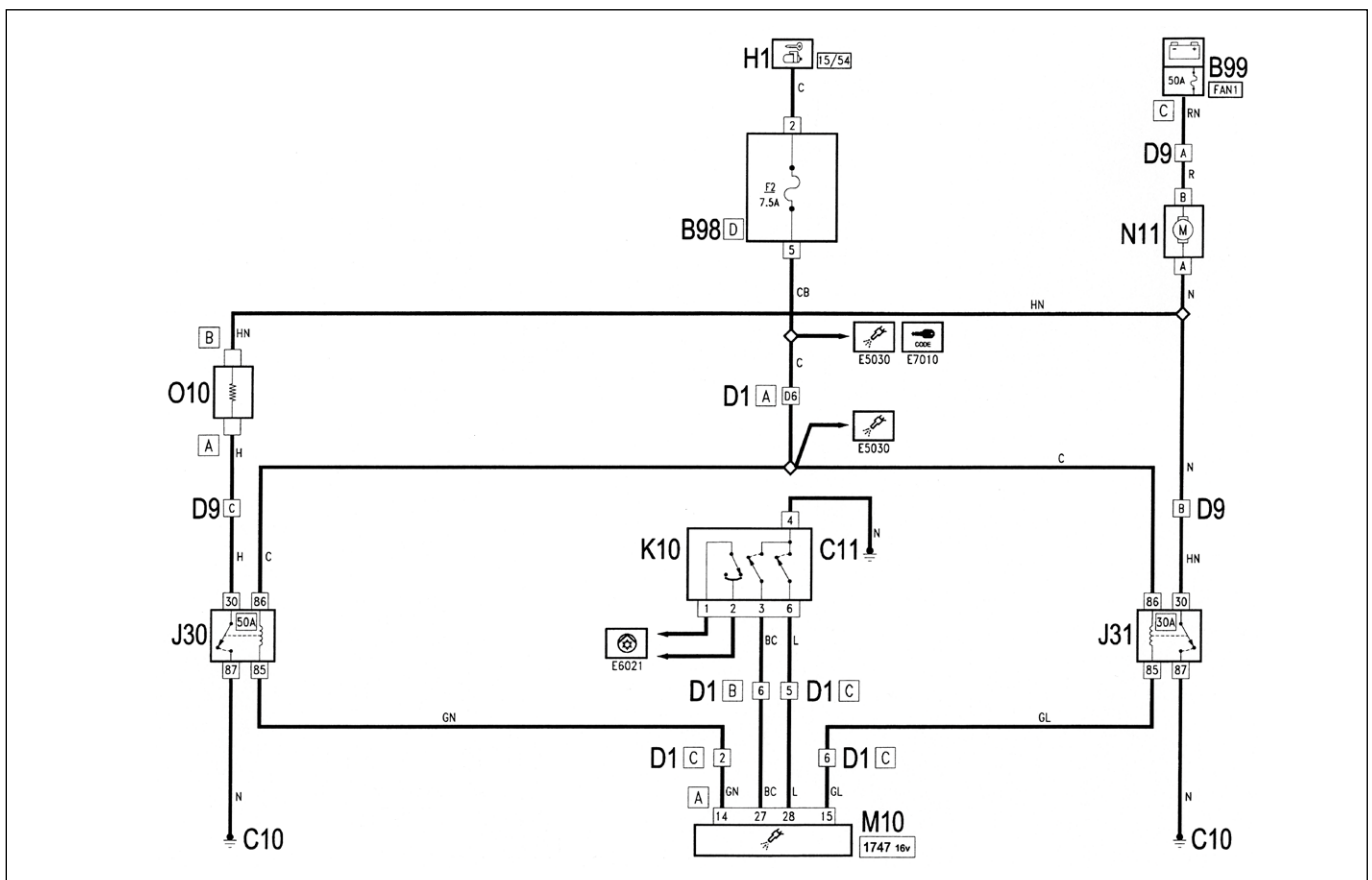 H1 15/54
C
B99
50A
FAN1
C RN
D9 A
R
B
N11 M
A
N
2
F2
7.5A
B98 D
5
CB
HN
B HN
E5030 E7010
CODE
C
D1 A D6
O10
A H
E5030
C
D9 C
N
B D9
4
N
K10 C11
H C
HN
30 86
50A
J30
87 85
1 2 3 6
86 30
30A
J31
85 87
BC L
E6021
D1 B 6 5 D1 C
GN
GL
D1 C 2 6 D1 C
A GN BC L GL
14 27 28 15
M10
1747 16v
N
C10
N
C10